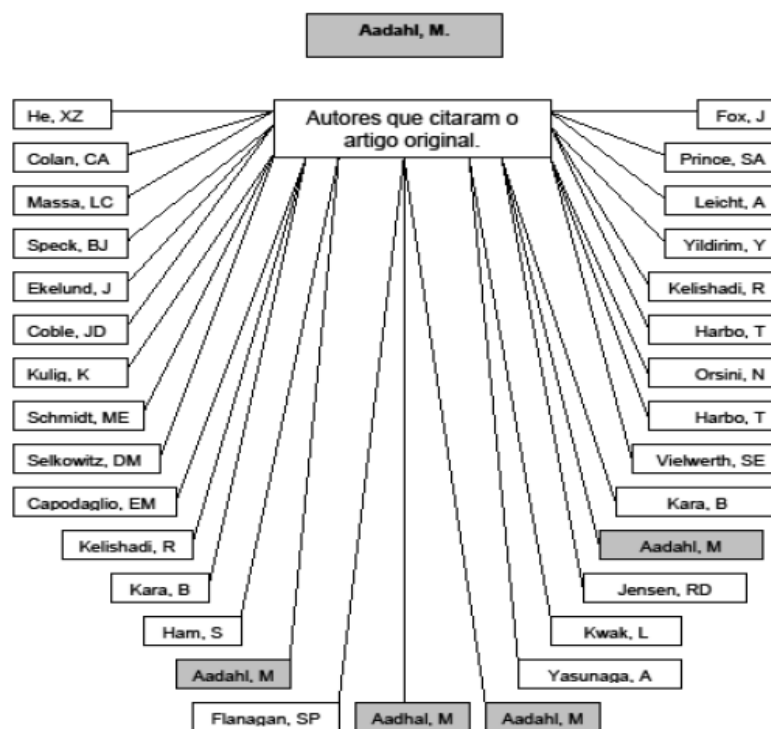 Aadahl, M.
Autores que citaram o
artigo original.
He, XZ
Colan, CA
Massa, LC
Speck, BJ
Ekelund, J
Coble, JD
Kulig, K
Schmidt, ME
Selkowitz, DM
Capodaglio, EM
Kelishadi, R
Kara, B
Ham, S
Aadahl, M
Flanagan, SP
Aadhal, M
Aadahl, M
Fox, J
Prince, SA
Leicht, A
Yildirim, Y
Kelishadi, R
Harbo, T
Orsini, N
Harbo, T
Vielwerth, SE
Kara, B
Aadahl, M
Jensen, RD
Kwak, L
Yasunaga, A